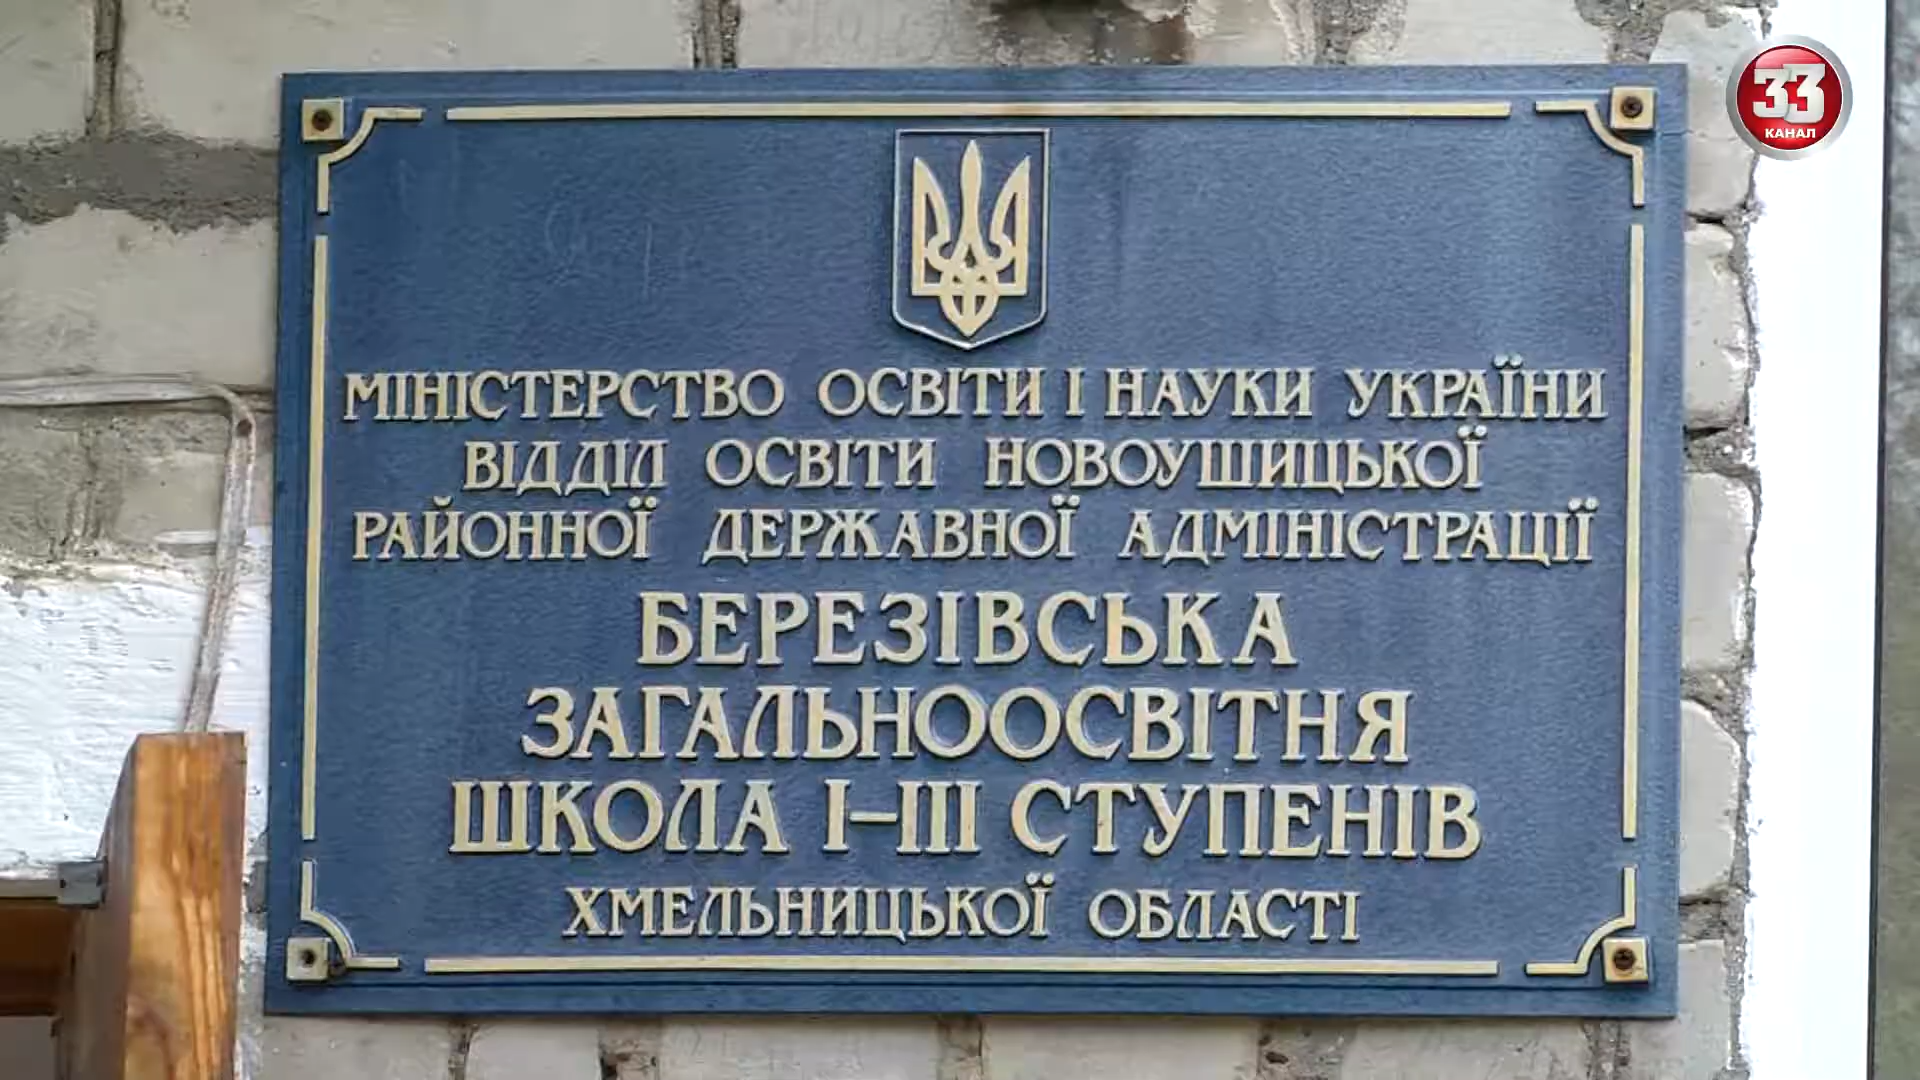 33
КАНАЛ
МІНІСТЕРСТВО ОСВІТИ І НАУКИ УКРАЇНИ
ВІДДІЛ ОСВІТИ НОВОУШИЦЬКОЇ
РАЙОННОЇ ДЕРЖАВНОЇ АДМІНІСТРАЦІЇ
БЕРЕЗІВСЬКА
ЗАГАЛЬНООСВІТНЯ
ШКОЛА І-ІІІ СТУПЕНІВ
ХМЕЛЬНИЦЬКОЇ ОБЛАСТІ